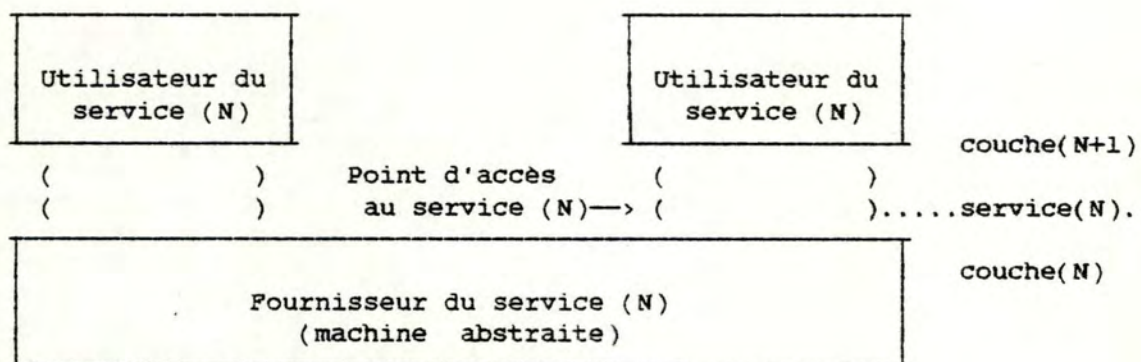 Utilisateur du Utilisateur du
service (N) service (N)
couche(N+1)
( ) Point d'accès ( )
( ) au service (N)—> ( ).....service(N).
couche(N)
Fournisseur du service (N)
(machine abstraite)